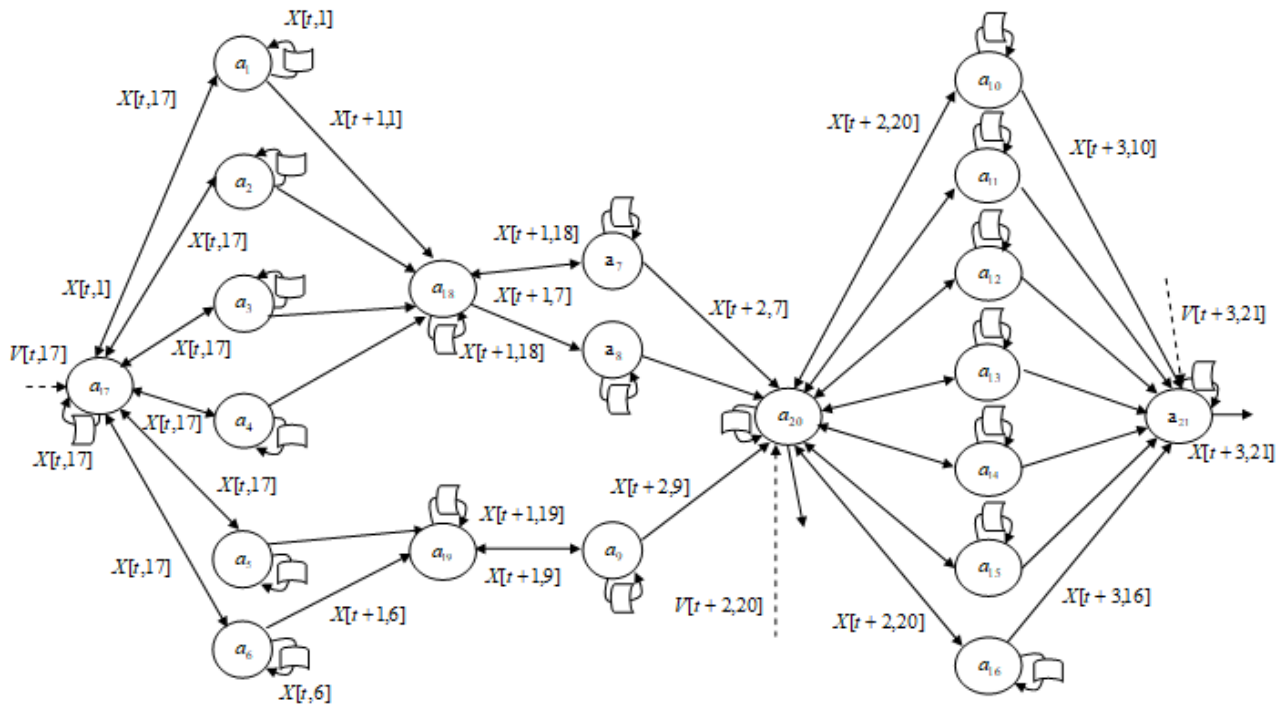 X[t,1]
a₁
X[t,17]
X[t+1,1]
a₂
X[t,17]
X[t,1]
a₃
X[t,17]
V[t,17]
a₁₇
X[t,17]
a₄
X[t,17]
X[t,17]
a₅
X[t,17]
a₆
X[t,6]
a₁₈
X[t+1,18]
X[t+1,18]
X[t+1,7]
a₇
a₈
X[t+2,7]
a₁₉
X[t+1,19]
X[t+1,9]
X[t+1,6]
a₉
X[t+2,9]
V[t+2,20]
a₂₀
X[t+2,20]
X[t+2,20]
a₁₀
a₁₁
a₁₂
a₁₃
a₁₄
a₁₅
a₁₆
X[t+3,10]
X[t+3,16]
V[t+3,21]
a₂₁
X[t+3,21]